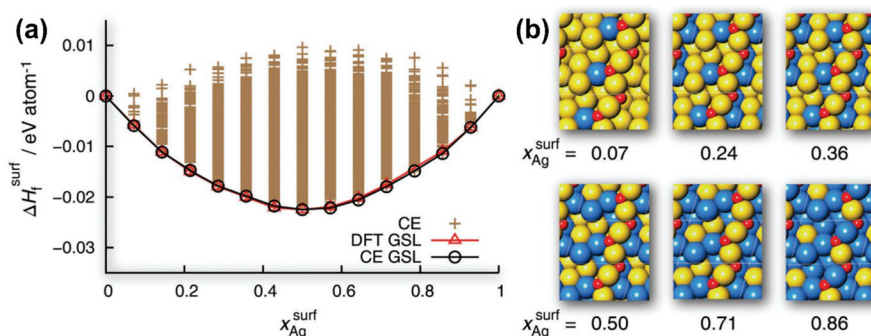 (a)
ΔH_f^surf / eV atom⁻¹
0.01
0
−0.01
−0.02
−0.03
CE
DFT GSL
CE GSL
0 0.2 0.4 0.6 0.8 1
x_Ag^surf
(b)
x_Ag^surf = 0.07 0.24 0.36
x_Ag^surf = 0.50 0.71 0.86